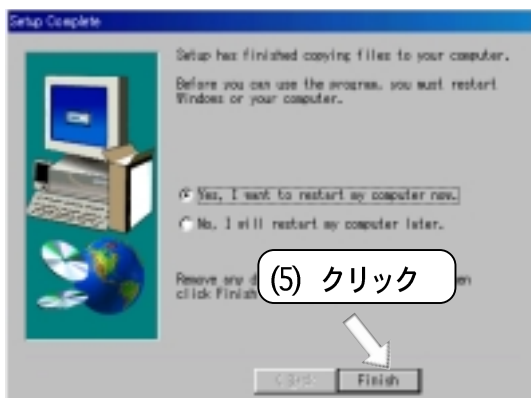 Setup Complete
Setup has finished copying files to your computer.
Before you can use the program, you must restart
Windows or your computer.
Yes, I want to restart my computer now.
No, I will restart my computer later.
Remove any
click Finish
(5) クリック
< Back
Finish